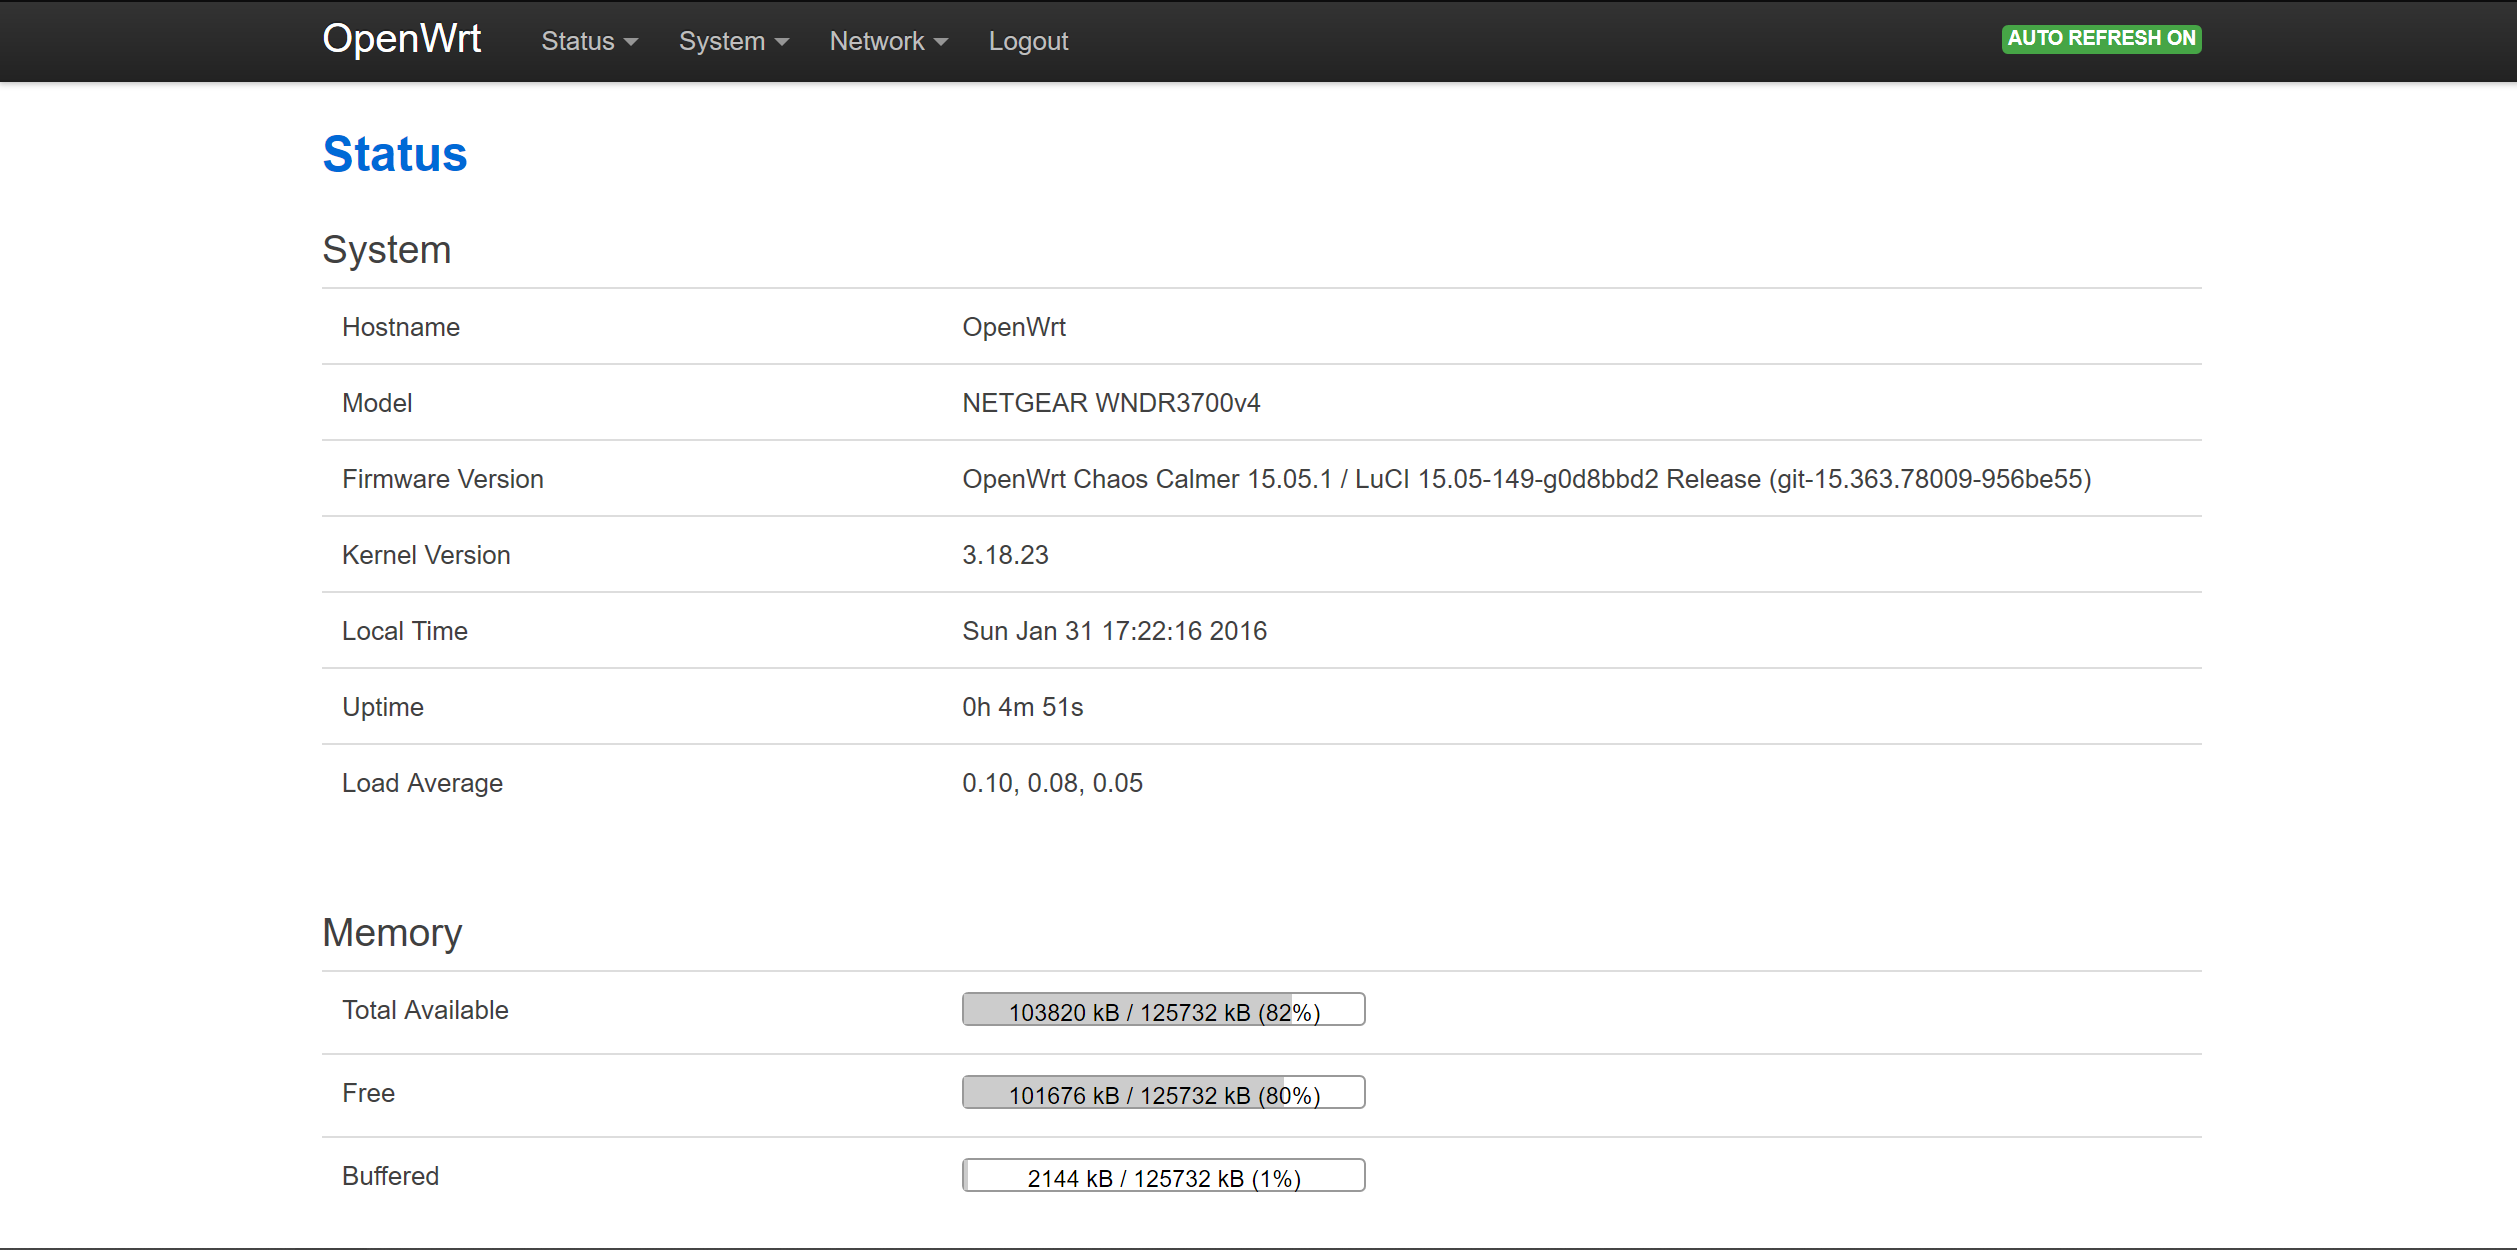 OpenWrt Status System Network Logout AUTO REFRESH ON
Status
System
Hostname OpenWrt
Model NETGEAR WNDR3700v4
Firmware Version OpenWrt Chaos Calmer 15.05.1 / LuCI 15.05-149-g0d8bbd2 Release (git-15.363.78009-956be55)
Kernel Version 3.18.23
Local Time Sun Jan 31 17:22:16 2016
Uptime 0h 4m 51s
Load Average 0.10, 0.08, 0.05
Memory
Total Available 103820 kB / 125732 kB (82%)
Free 101676 kB / 125732 kB (80%)
Buffered 2144 kB / 125732 kB (1%)